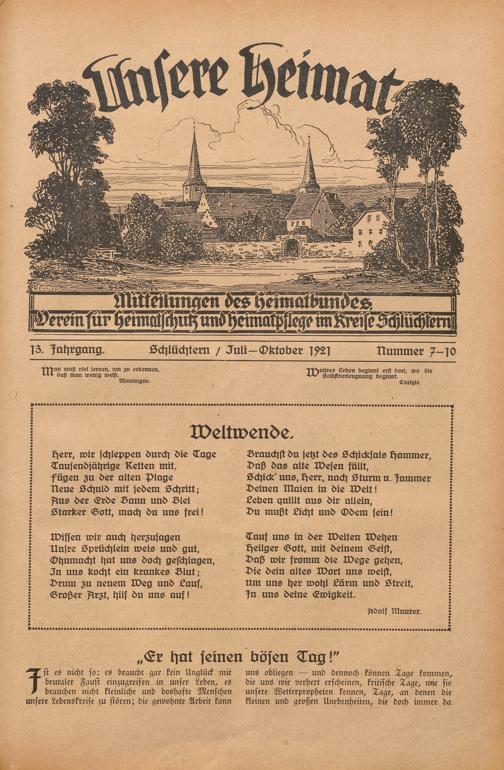 Unsere Heimat
Mitteilungen des Heimatbundes
Verein für Heimatschutz und Heimatpflege im Kreise Schlüchtern
13. Jahrgang. Schlüchtern / Juli—Oktober 1921 Nummer 7—10
Man muß viel lernen, um zu erkennen,
daß man wenig weiß.
Montaigne.
Wahres Leben beginnt erst dort, wo die
Selbstverleugnung beginnt.
Carlyle.
Weltwende.
Herr, wir schleppen durch die Tage
Tausendjährige Ketten mit,
Fügen zu der alten Plage
Neue Schuld mit jedem Schritt;
Aus der Erde Bann und Blei
Starker Gott, mach du uns frei!
Wissen wir auch herzusagen
Unsre Sprüchlein weis und gut,
Ohnmacht hat uns doch geschlagen,
In uns kocht ein krankes Blut;
Drum zu neuem Weg und Lauf,
Großer Arzt, hilf du uns auf!
Brauchst du jetzt des Schicksals Hammer,
Daß das alte Wesen fällt,
Schick' uns, Herr, nach Sturm u. Jammer
Deinen Maien in die Welt!
Leben quillt aus dir allein,
Du mußt Licht und Odem sein!
Tauf uns in der Welten Wehen
Heilger Gott, mit deinem Geist,
Daß wir fromm die Wege gehen,
Die dein altes Wort uns weist,
Um uns her wohl Lärm und Streit,
In uns deine Ewigkeit.
Adolf Maurer.
„Er hat seinen bösen Tag!"
Ist es nicht so: es braucht gar kein Unglück mit
brutaler Faust einzugreifen in unser Leben, es
brauchen nicht kleinliche und boshafte Menschen
unsere Lebenskreise zu stören; die gewohnte Arbeit kann
uns obliegen — und dennoch können Tage kommen,
die uns wie verhext erscheinen, kritische Tage, wie sie
unsere Wetterpropheten kennen, Tage, an denen die
kleinen und großen Unebenheiten, die doch immer da